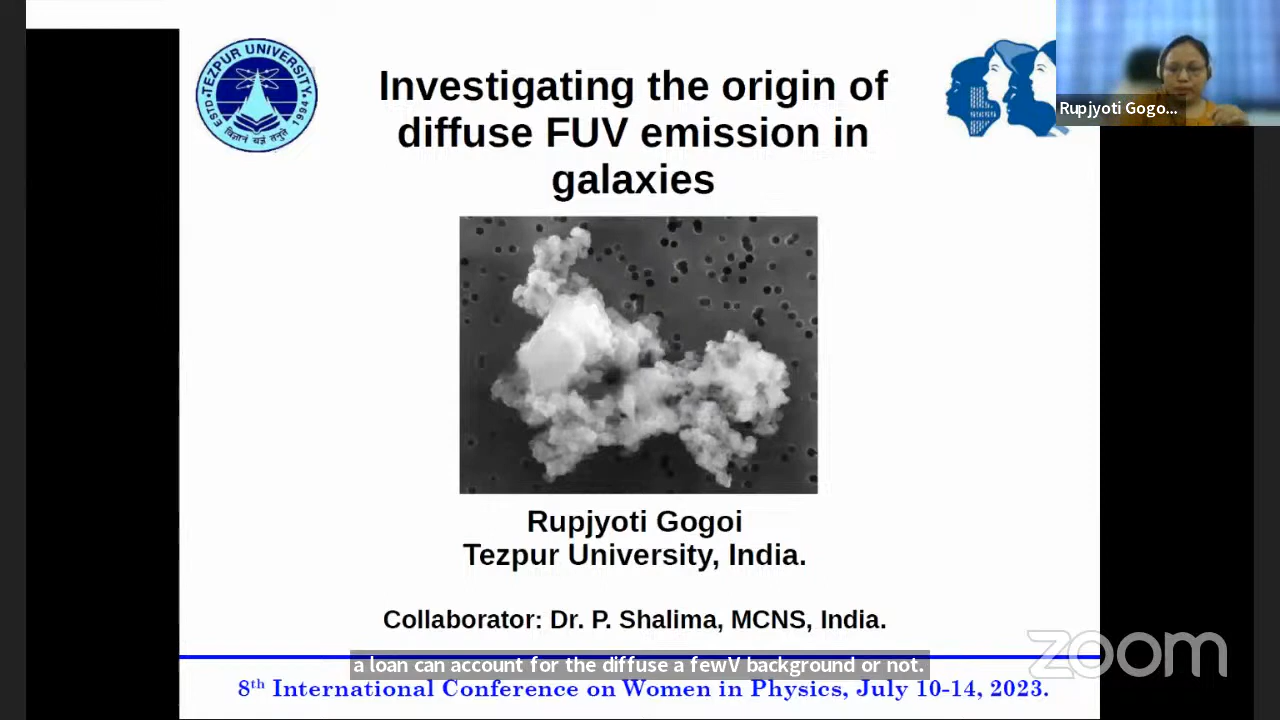 TEZPUR UNIVERSITY
ESTD 1994
विज्ञानं यज्ञं तनुते
Investigating the origin of
diffuse FUV emission in
galaxies
Rupjyoti Gogo...
Rupjyoti Gogoi
Tezpur University, India.
Collaborator: Dr. P. Shalima, MCNS, India.
zoom
a loan can account for the diffuse a fewV background or not.
8th International Conference on Women in Physics, July 10-14, 2023.